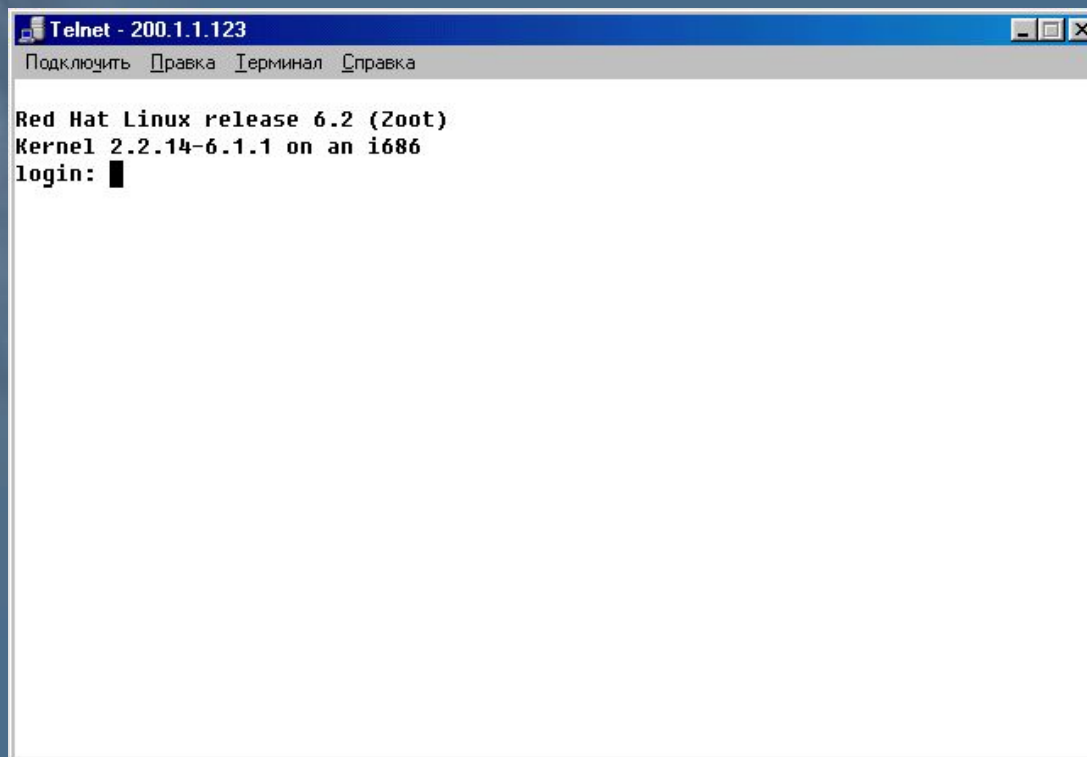 Telnet - 200.1.1.123
Подключить Правка Терминал Справка
Red Hat Linux release 6.2 (Zoot)
Kernel 2.2.14-6.1.1 on an i686
login: